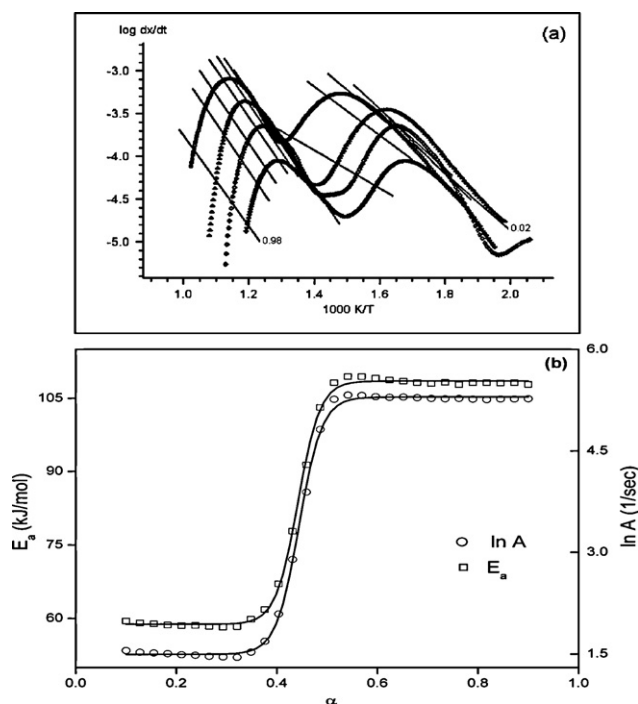 log dx/dt
(a)
-3.0
-3.5
-4.0
-4.5
-5.0
0.98
0.02
1.0 1.2 1.4 1.6 1.8 2.0
1000 K/T
(b)
6.0
105
4.5
90
75
3.0
60
1.5
Ea (kJ/mol)
ln A (1/sec)
ln A
Ea
0.0 0.2 0.4 0.6 0.8 1.0
α